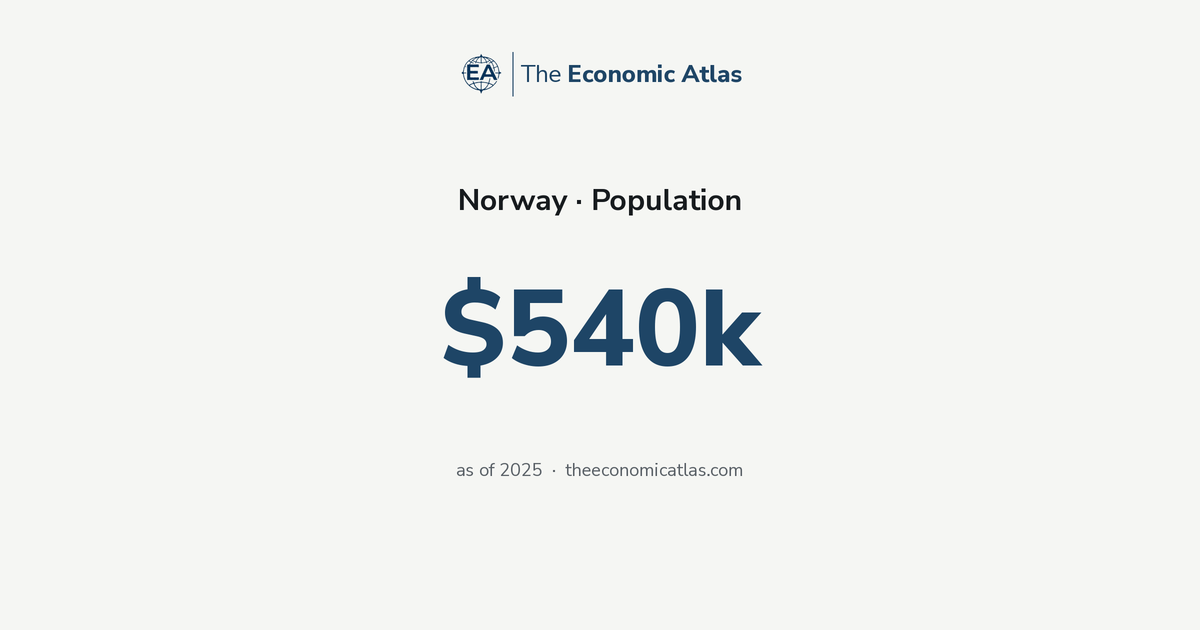 EA The Economic Atlas
Norway · Population
$540k
as of 2025 · theeconomicatlas.com